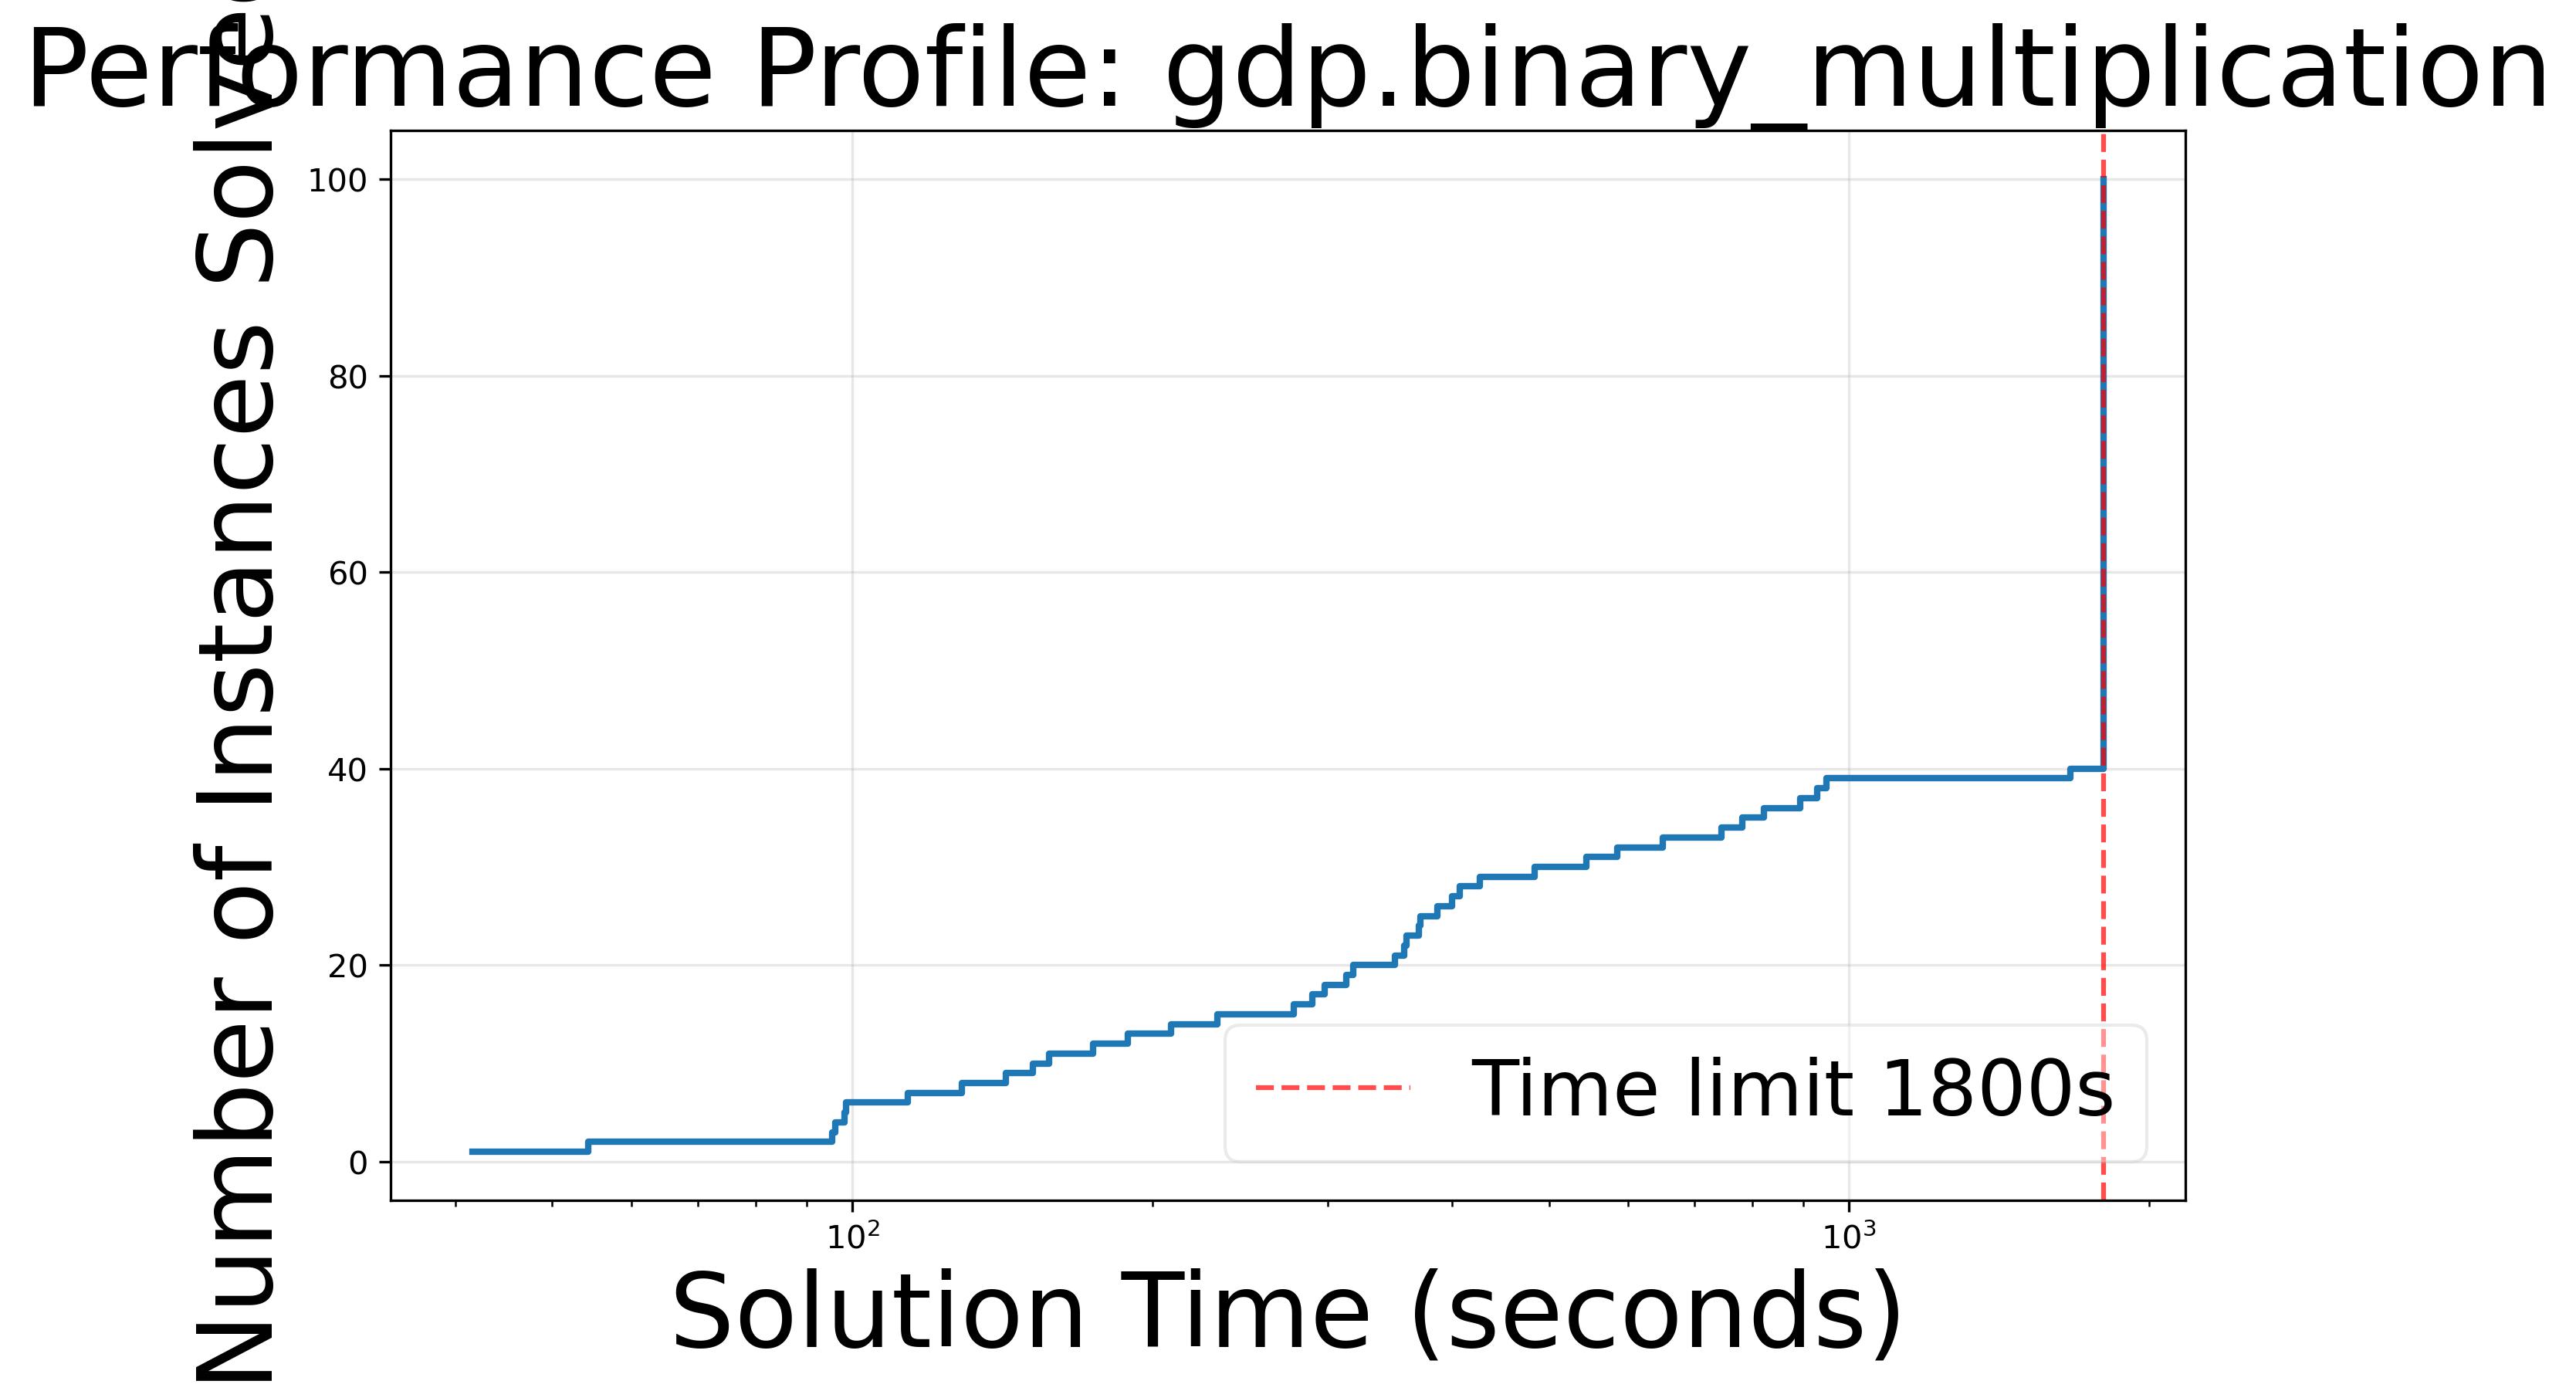 Performance Profile: gdp.binary_multiplication
Number of Instances Solve
100
80
60
40
20
0
10²
10³
Time limit 1800s
Solution Time (seconds)